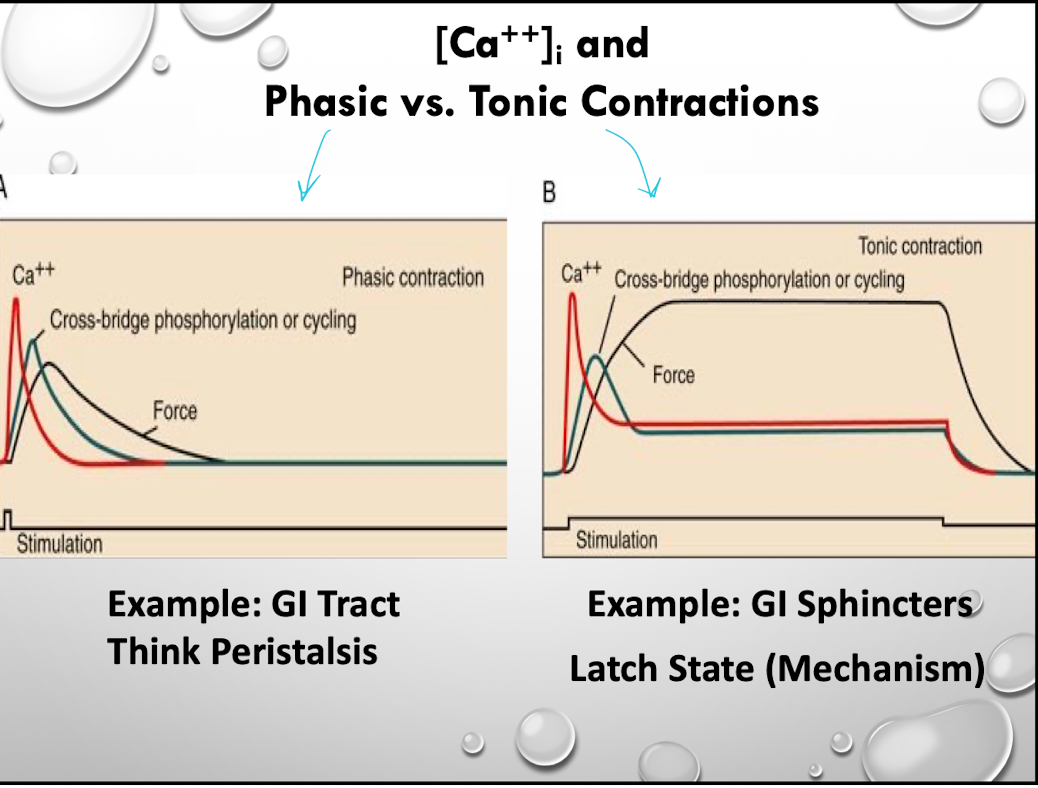 [Ca⁺⁺]ᵢ and
Phasic vs. Tonic Contractions
A
Ca⁺⁺
Phasic contraction
Cross-bridge phosphorylation or cycling
Force
Stimulation
Example: GI Tract
Think Peristalsis
B
Tonic contraction
Ca⁺⁺
Cross-bridge phosphorylation or cycling
Force
Stimulation
Example: GI Sphincters
Latch State (Mechanism)